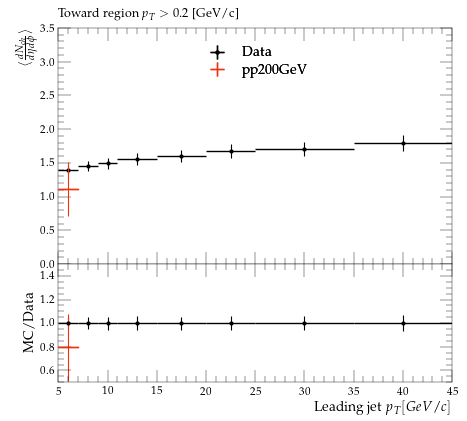 Toward region p_T > 0.2 [GeV/c]
⟨dN_ch/dηdϕ⟩
Data
pp200GeV
3.5
3.0
2.5
2.0
1.5
1.0
0.5
0.0
MC/Data
1.4
1.2
1.0
0.8
0.6
5 10 15 20 25 30 35 40 45
Leading jet p_T[GeV/c]